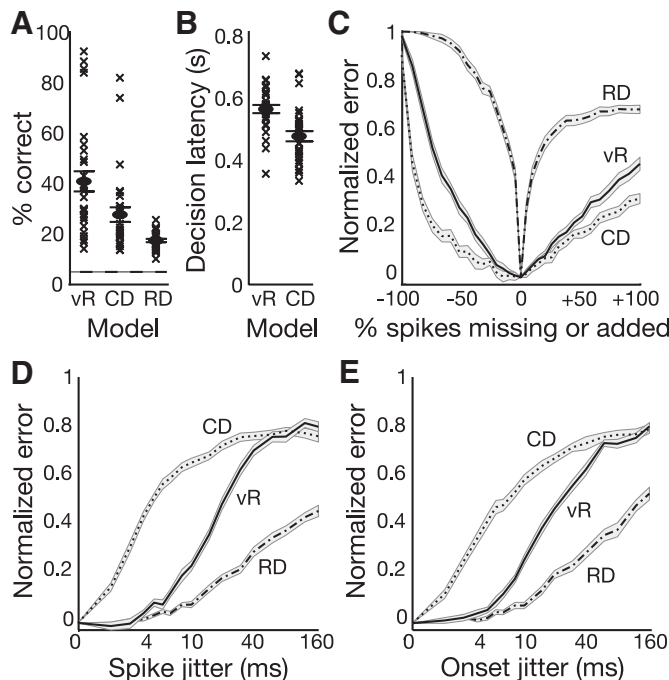 A
% correct
100
80
60
40
20
0
vR CD RD
Model
B
Decision latency (s)
0.8
0.6
0.4
0.2
0
vR CD
Model
C
Normalized error
1
0.8
0.6
0.4
0.2
0
RD
vR
CD
-100 -50 0 +50 +100
% spikes missing or added
D
Normalized error
1
0.8
0.6
0.4
0.2
0
CD
vR
RD
0 4 10 40 160
Spike jitter (ms)
E
Normalized error
1
0.8
0.6
0.4
0.2
0
CD
vR
RD
0 4 10 40 160
Onset jitter (ms)